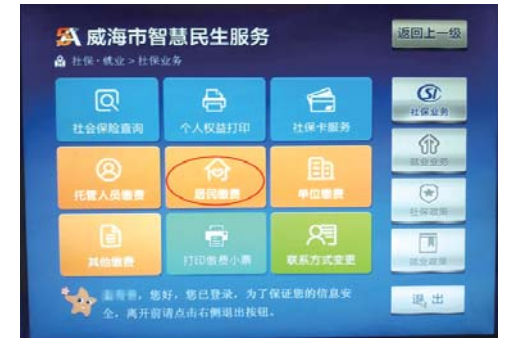 威海市智慧民生服务
返回上一级
社保·就业 > 社保业务
社会保险查询
个人权益打印
社保卡服务
社保业务
托管人员缴费
居民缴费
单位缴费
就业业务
社保政策
其他缴费
打印缴费小票
联系方式变更
就业政策
您好，您已登录，为了保证您的信息安
全，离开前请点击右侧退出按钮。
退出